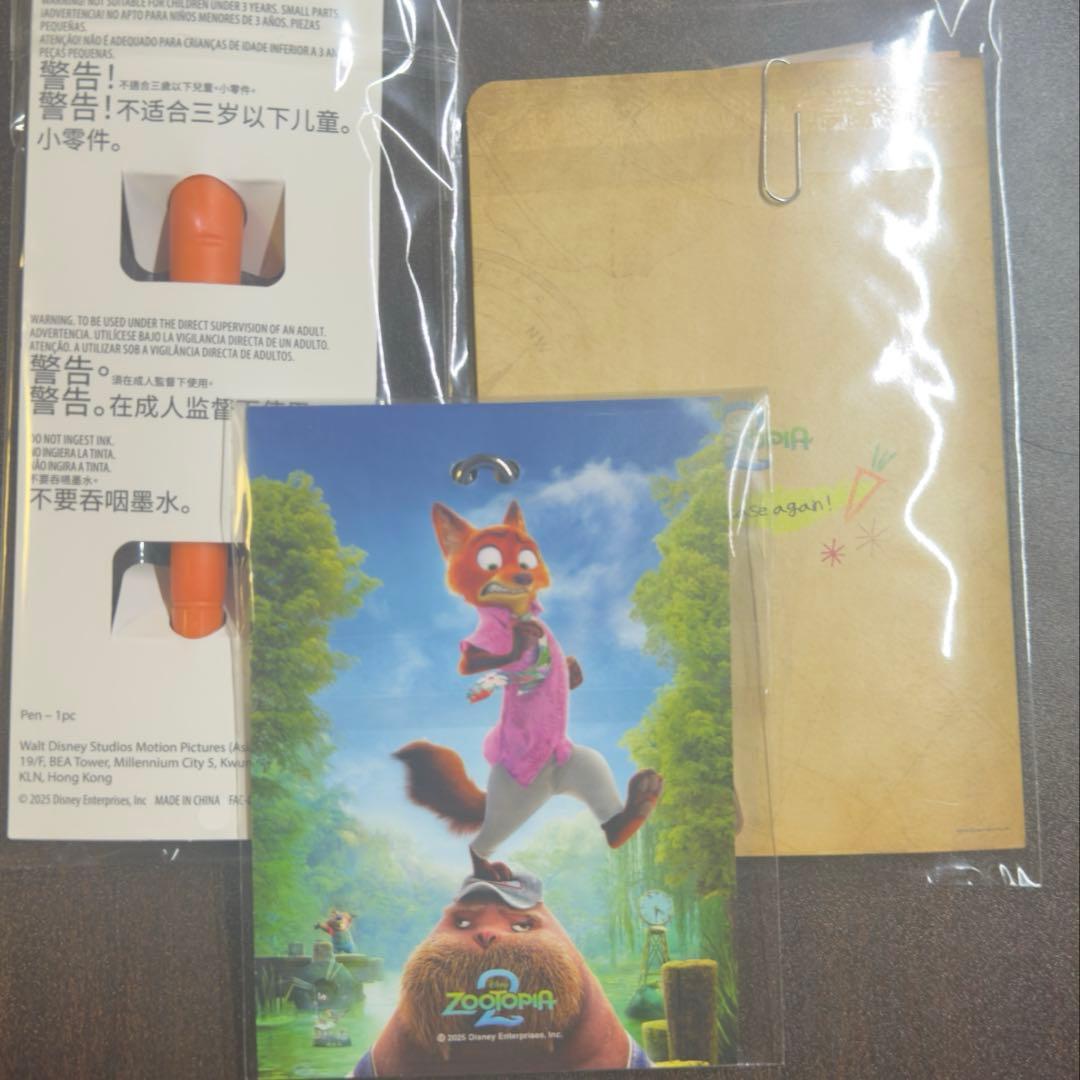 WARNING! NOT SUITABLE FOR CHILDREN UNDER 3 YEARS. SMALL PARTS.
¡ADVERTENCIA! NO APTO PARA NIÑOS MENORES DE 3 AÑOS. PIEZAS
PEQUEÑAS.
ATENÇÃO! NÃO É ADEQUADO PARA CRIANÇAS DE IDADE INFERIOR A 3
PEÇAS PEQUENAS.
警告!不適合三歲以下兒童。小零件。
警告!不适合三岁以下儿童。
小零件。
WARNING. TO BE USED UNDER THE DIRECT SUPERVISION OF AN ADULT.
ADVERTENCIA. UTILÍCESE BAJO LA VIGILANCIA DIRECTA DE UN ADULTO.
ATENÇÃO. A UTILIZAR SOB A VIGILÂNCIA DIRECTA DE ADULTOS.
警告。須在成人監督下使用。
警告。在成人监督下使用
DO NOT INGEST INK.
NO INGIERA LA TINTA.
NÃO INGIRA A TINTA.
不要吞咽墨水。
不要吞咽墨水。
Pen – 1pc
Walt Disney Studios Motion Pictures
19/F, BEA Tower, Millennium City 5,
KLN, Hong Kong
© 2025 Disney Enterprises, Inc MADE IN CHINA
again!
Disney
ZOOTOPIA
2
© 2025 Disney Enterprises, Inc.